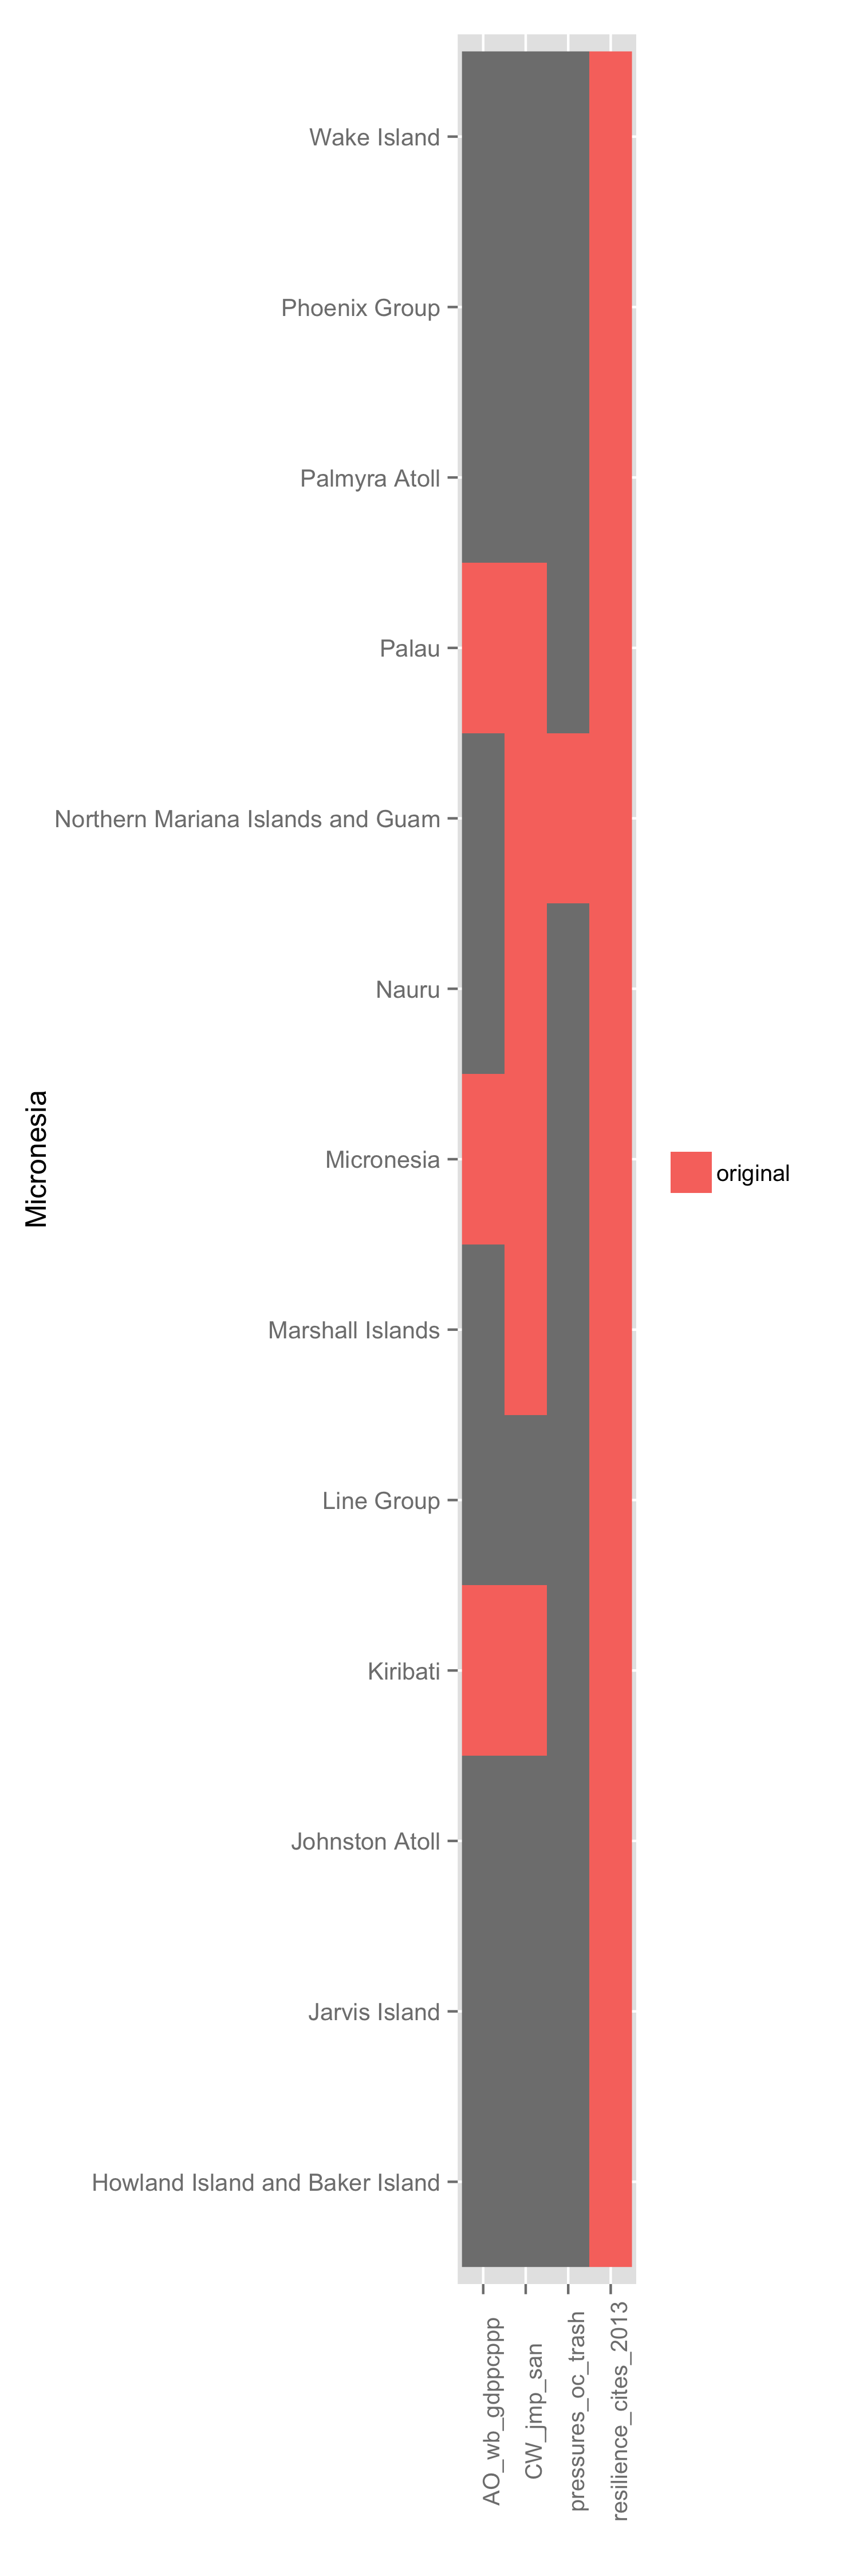 Wake Island
Phoenix Group
Palmyra Atoll
Palau
Northern Mariana Islands and Guam
Nauru
Micronesia
Micronesia
Marshall Islands
Line Group
Kiribati
Johnston Atoll
Jarvis Island
Howland Island and Baker Island
original
AO_wb_gdppcppp
CW_jmp_san
pressures_oc_trash
resilience_cites_2013